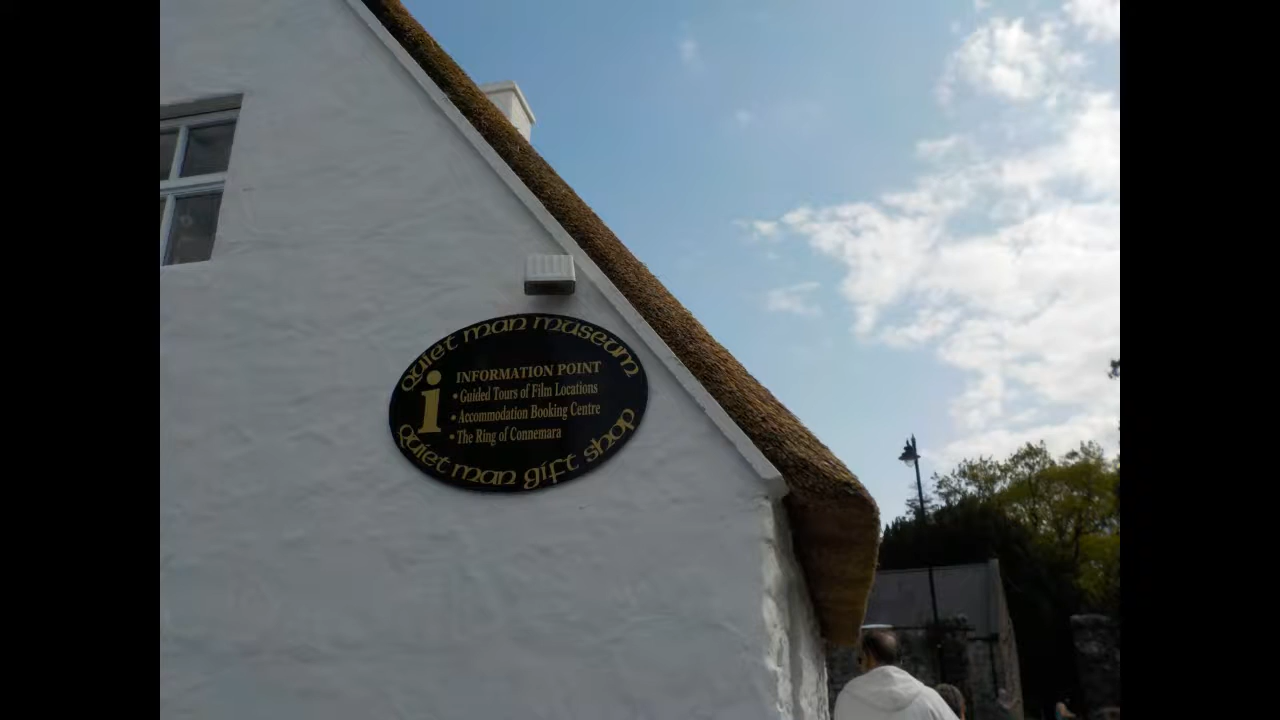 Quiet Man Museum
i
INFORMATION POINT
• Guided Tours of Film Locations
• Accommodation Booking Centre
• The Ring of Connemara
Quiet Man Gift Shop